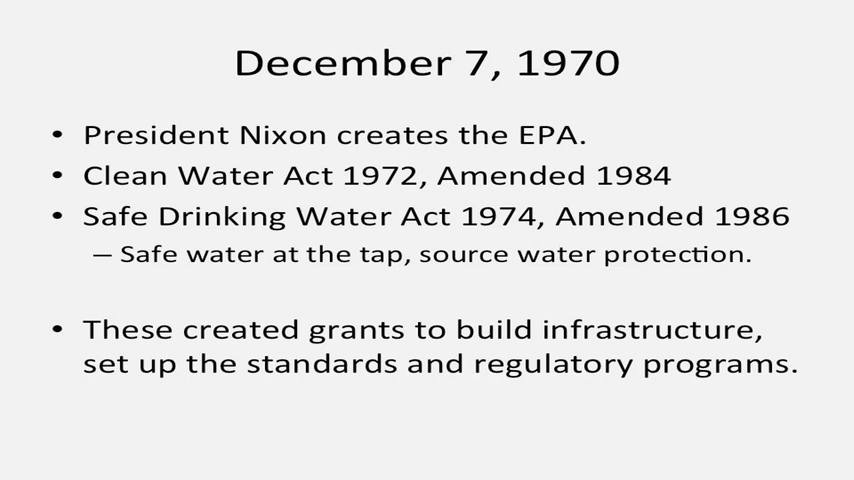 December 7, 1970
• President Nixon creates the EPA.
• Clean Water Act 1972, Amended 1984
• Safe Drinking Water Act 1974, Amended 1986
– Safe water at the tap, source water protection.
• These created grants to build infrastructure,
set up the standards and regulatory programs.